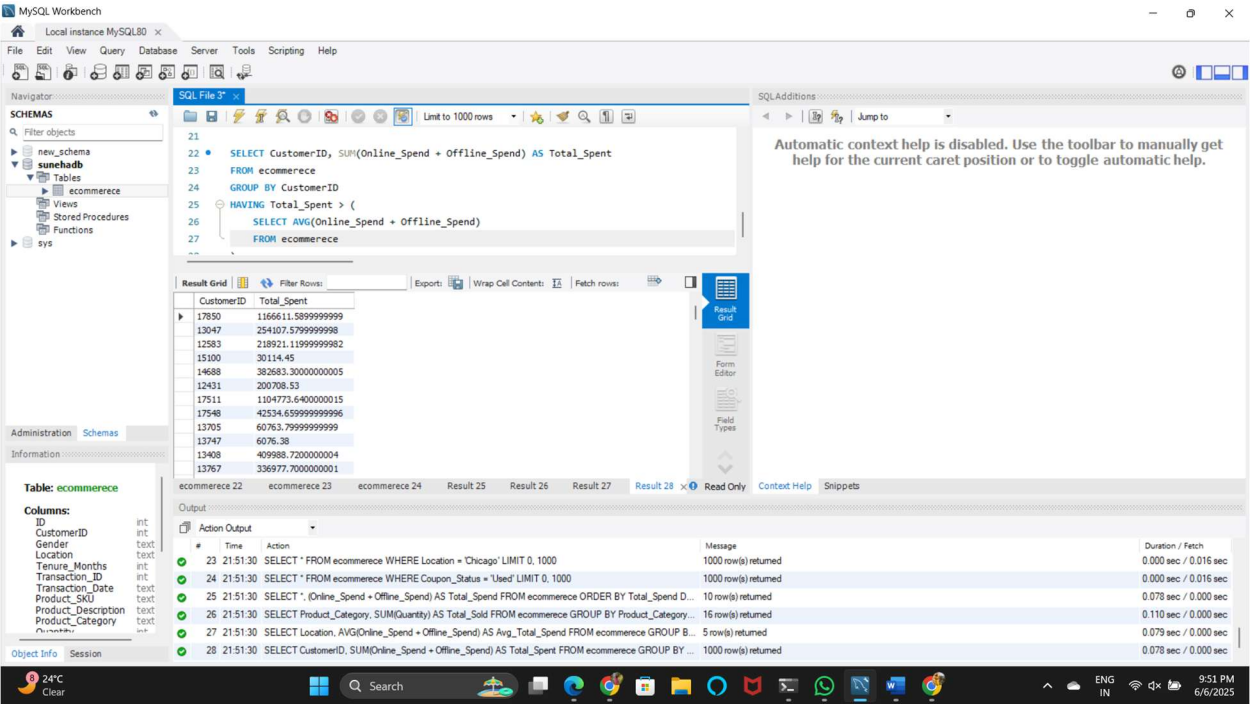 MySQL Workbench
Local instance MySQL80
File Edit View Query Database Server Tools Scripting Help
Navigator
SCHEMAS
Filter objects
new_schema
sunehadb
Tables
ecommerece
Views
Stored Procedures
Functions
sys
Administration Schemas
Information
Table: ecommerece
Columns:
ID int
CustomerID int
Gender text
Location text
Tenure_Months int
Transaction_ID int
Transaction_Date text
Product_SKU text
Product_Description text
Product_Category text
Quantity int
Object Info Session
SQL File 3*
Limit to 1000 rows
21
22 SELECT CustomerID, SUM(Online_Spend + Offline_Spend) AS Total_Spent
23 FROM ecommerece
24 GROUP BY CustomerID
25 HAVING Total_Spent > (
26 SELECT AVG(Online_Spend + Offline_Spend)
27 FROM ecommerece
Result Grid Filter Rows: Export: Wrap Cell Content: Fetch rows:
CustomerID Total_Spent
17850 1166611.5899999999
13047 254107.5799999998
12583 218921.11999999982
15100 30114.45
14688 382683.30000000005
12431 200708.53
17511 1104773.6400000015
17548 42534.659999999996
13705 60763.79999999999
13747 6076.38
13408 409988.7200000004
13767 336977.7000000001
Result Grid
Form Editor
Field Types
ecommerece 22 ecommerece 23 ecommerece 24 Result 25 Result 26 Result 27 Result 28 Read Only
SQLAdditions
Jump to
Automatic context help is disabled. Use the toolbar to manually get
help for the current caret position or to toggle automatic help.
Context Help Snippets
Output
Action Output
# Time Action Message Duration / Fetch
23 21:51:30 SELECT * FROM ecommerece WHERE Location = 'Chicago' LIMIT 0, 1000 1000 row(s) returned 0.000 sec / 0.016 sec
24 21:51:30 SELECT * FROM ecommerece WHERE Coupon_Status = 'Used' LIMIT 0, 1000 1000 row(s) returned 0.000 sec / 0.016 sec
25 21:51:30 SELECT *, (Online_Spend + Offline_Spend) AS Total_Spend FROM ecommerece ORDER BY Total_Spend D... 10 row(s) returned 0.078 sec / 0.000 sec
26 21:51:30 SELECT Product_Category, SUM(Quantity) AS Total_Sold FROM ecommerece GROUP BY Product_Category... 16 row(s) returned 0.110 sec / 0.000 sec
27 21:51:30 SELECT Location, AVG(Online_Spend + Offline_Spend) AS Avg_Total_Spend FROM ecommerece GROUP B... 5 row(s) returned 0.079 sec / 0.000 sec
28 21:51:30 SELECT CustomerID, SUM(Online_Spend + Offline_Spend) AS Total_Spent FROM ecommerece GROUP BY ... 1000 row(s) returned 0.078 sec / 0.000 sec
8
24°C
Clear
Search
ENG
IN
9:51 PM
6/6/2025